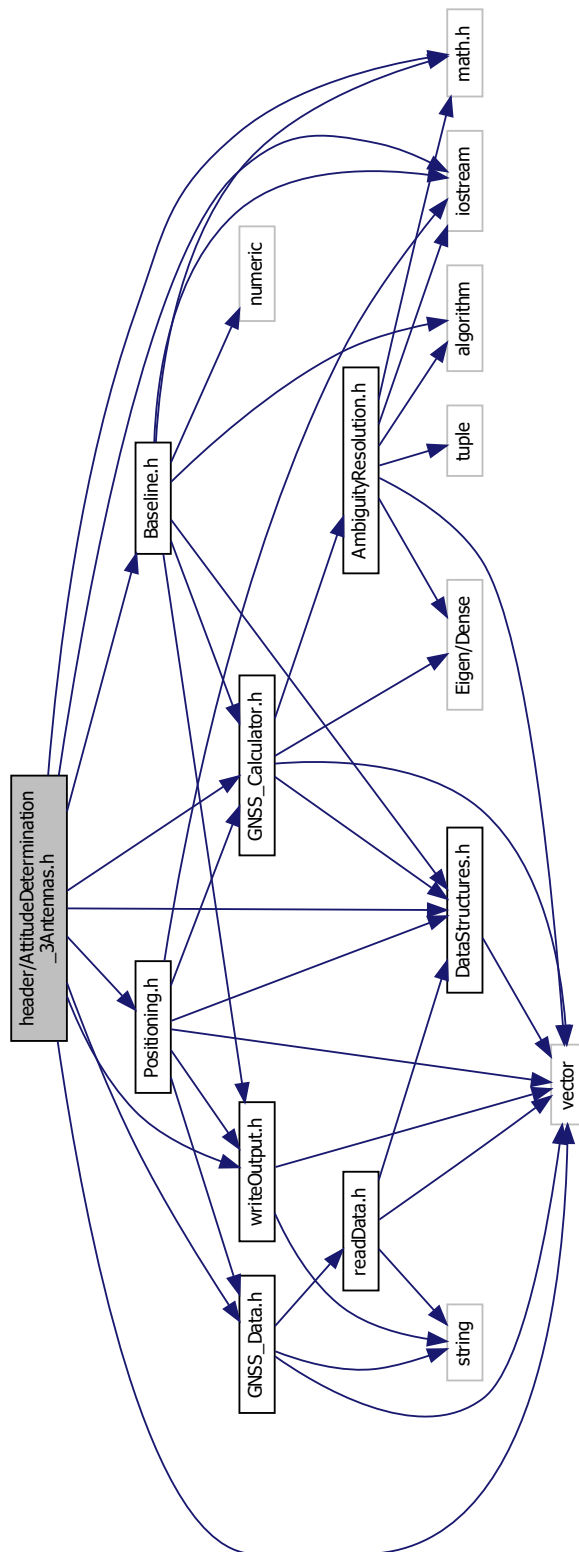 header/AttitudeDetermination
_3Antennas.h
Baseline.h
Positioning.h
numeric
GNSS_Calculator.h
writeOutput.h
GNSS_Data.h
AmbiguityResolution.h
readData.h
math.h
iostream
algorithm
tuple
Eigen/Dense
DataStructures.h
string
vector